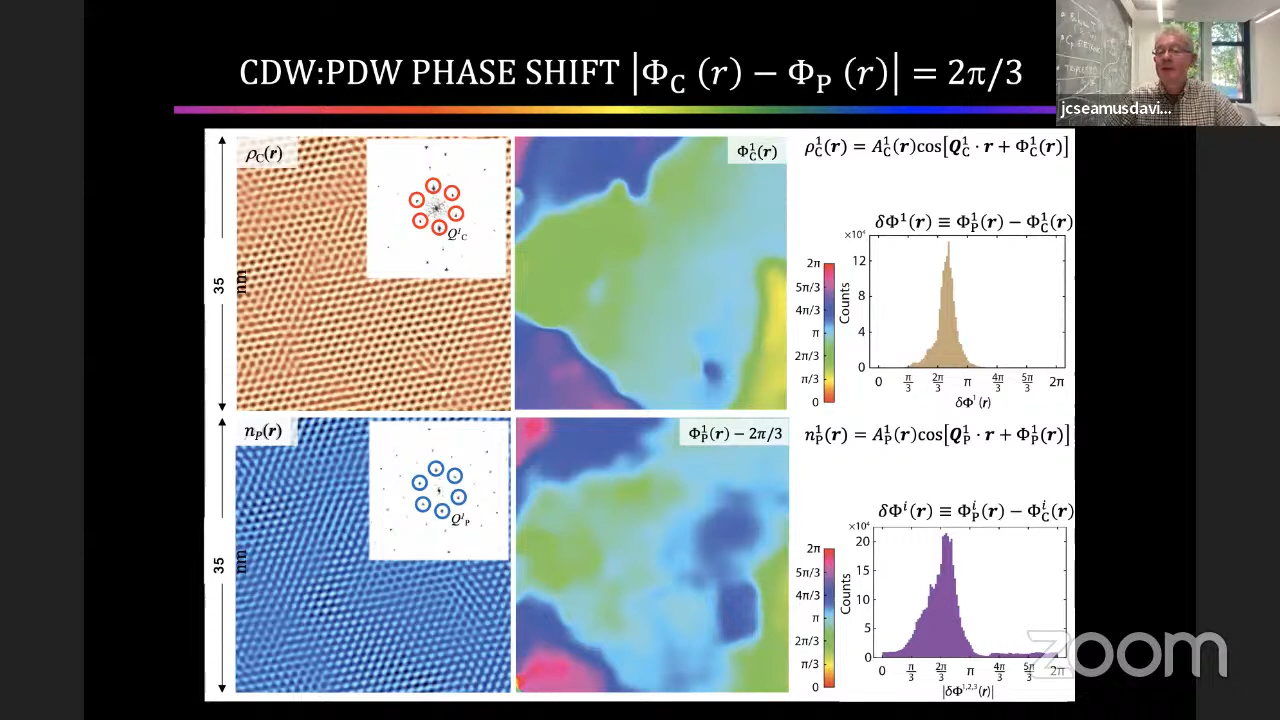 CDW:PDW PHASE SHIFT |Φ_C (r) − Φ_P (r)| = 2π/3
jcseamusdavi...
35 nm
ρ_C(r)
Q^1_C
Φ^1_C(r)
ρ^1_C(r) = A^1_C(r)cos[Q^1_C · r + Φ^1_C(r)]
2π
5π/3
4π/3
π
2π/3
π/3
0
δΦ^1(r) ≡ Φ^1_P(r) − Φ^1_C(r)
×10^4
12
8
4
0
Counts
0 π/3 2π/3 π 4π/3 5π/3 2π
δΦ^1(r)
35 nm
n_P(r)
Q^1_P
Φ^1_P(r) − 2π/3
n^1_P(r) = A^1_P(r)cos[Q^1_P · r + Φ^1_P(r)]
2π
5π/3
4π/3
π
2π/3
π/3
0
δΦ^i(r) ≡ Φ^i_P(r) − Φ^i_C(r)
×10^4
20
15
10
5
0
Counts
0 π/3 2π/3 π 4π/3 5π/3 2π
|δΦ^1,2,3(r)|
zoom